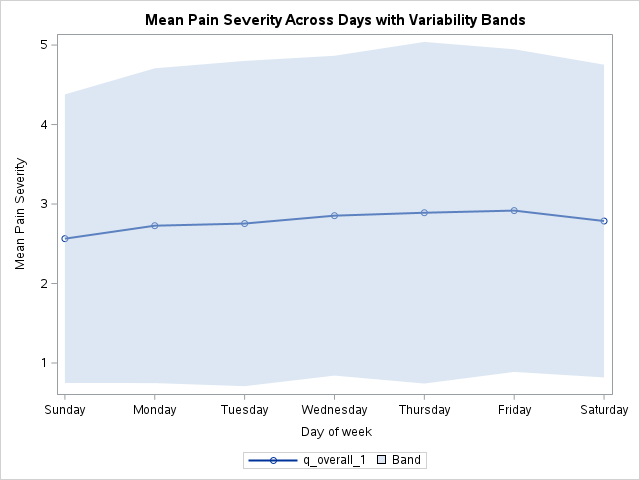 Mean Pain Severity Across Days with Variability Bands
Mean Pain Severity
5
4
3
2
1
Sunday Monday Tuesday Wednesday Thursday Friday Saturday
Day of week
q_overall_1 Band